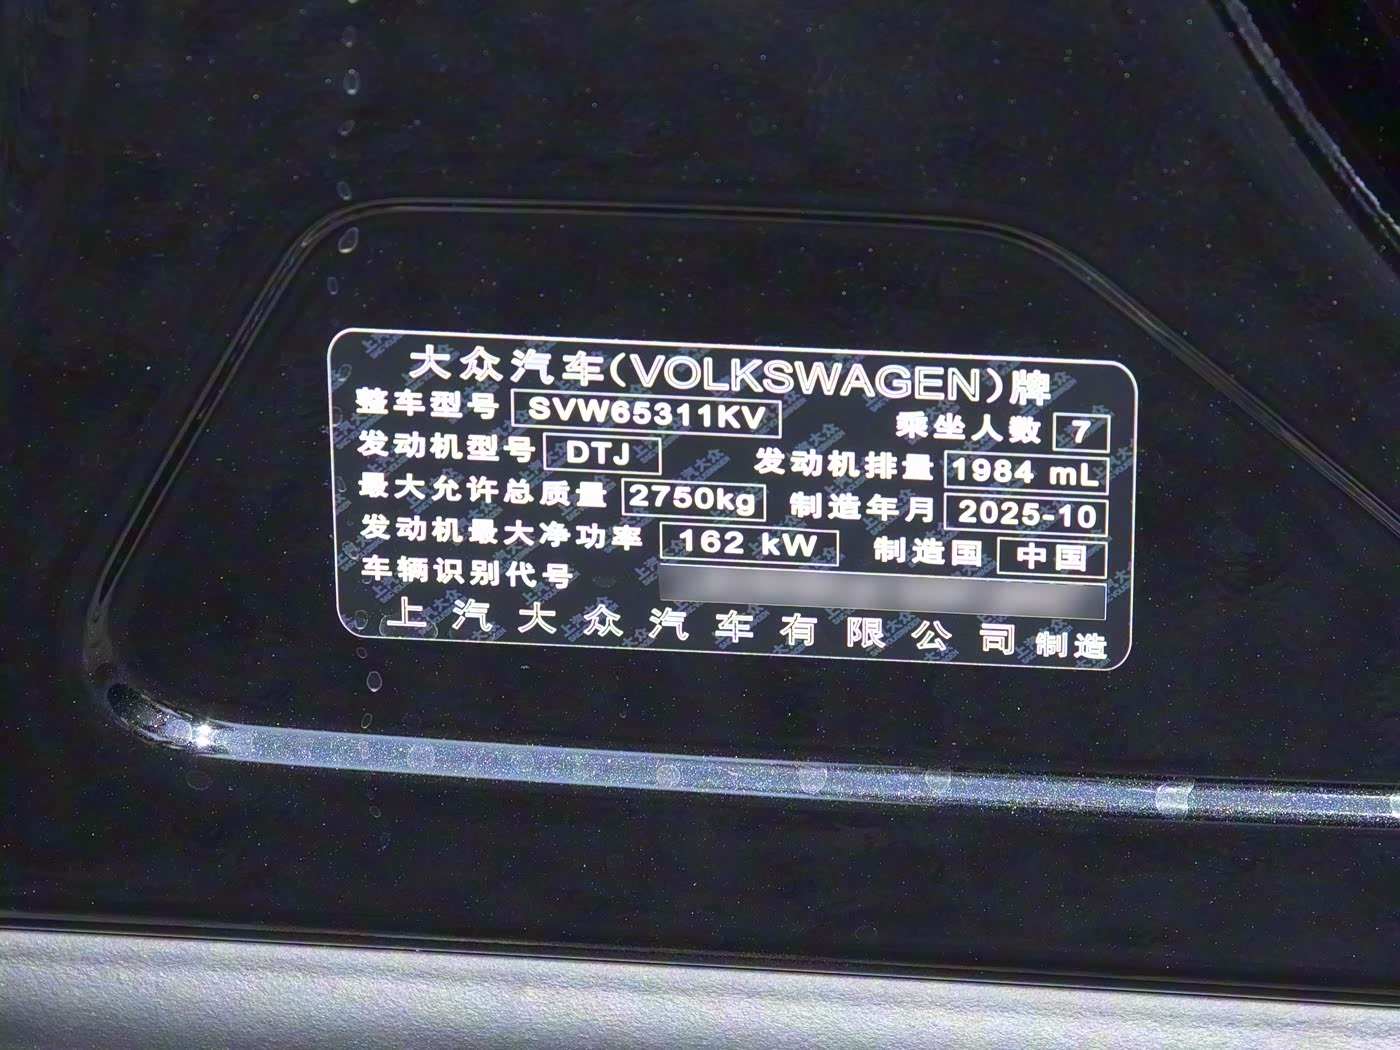 大众汽车(VOLKSWAGEN)牌
整车型号 SVW65311KV 乘坐人数 7
发动机型号 DTJ 发动机排量 1984 mL
最大允许总质量 2750kg 制造年月 2025-10
发动机最大净功率 162 kW 制造国 中国
车辆识别代号
上汽大众汽车有限公司 制造